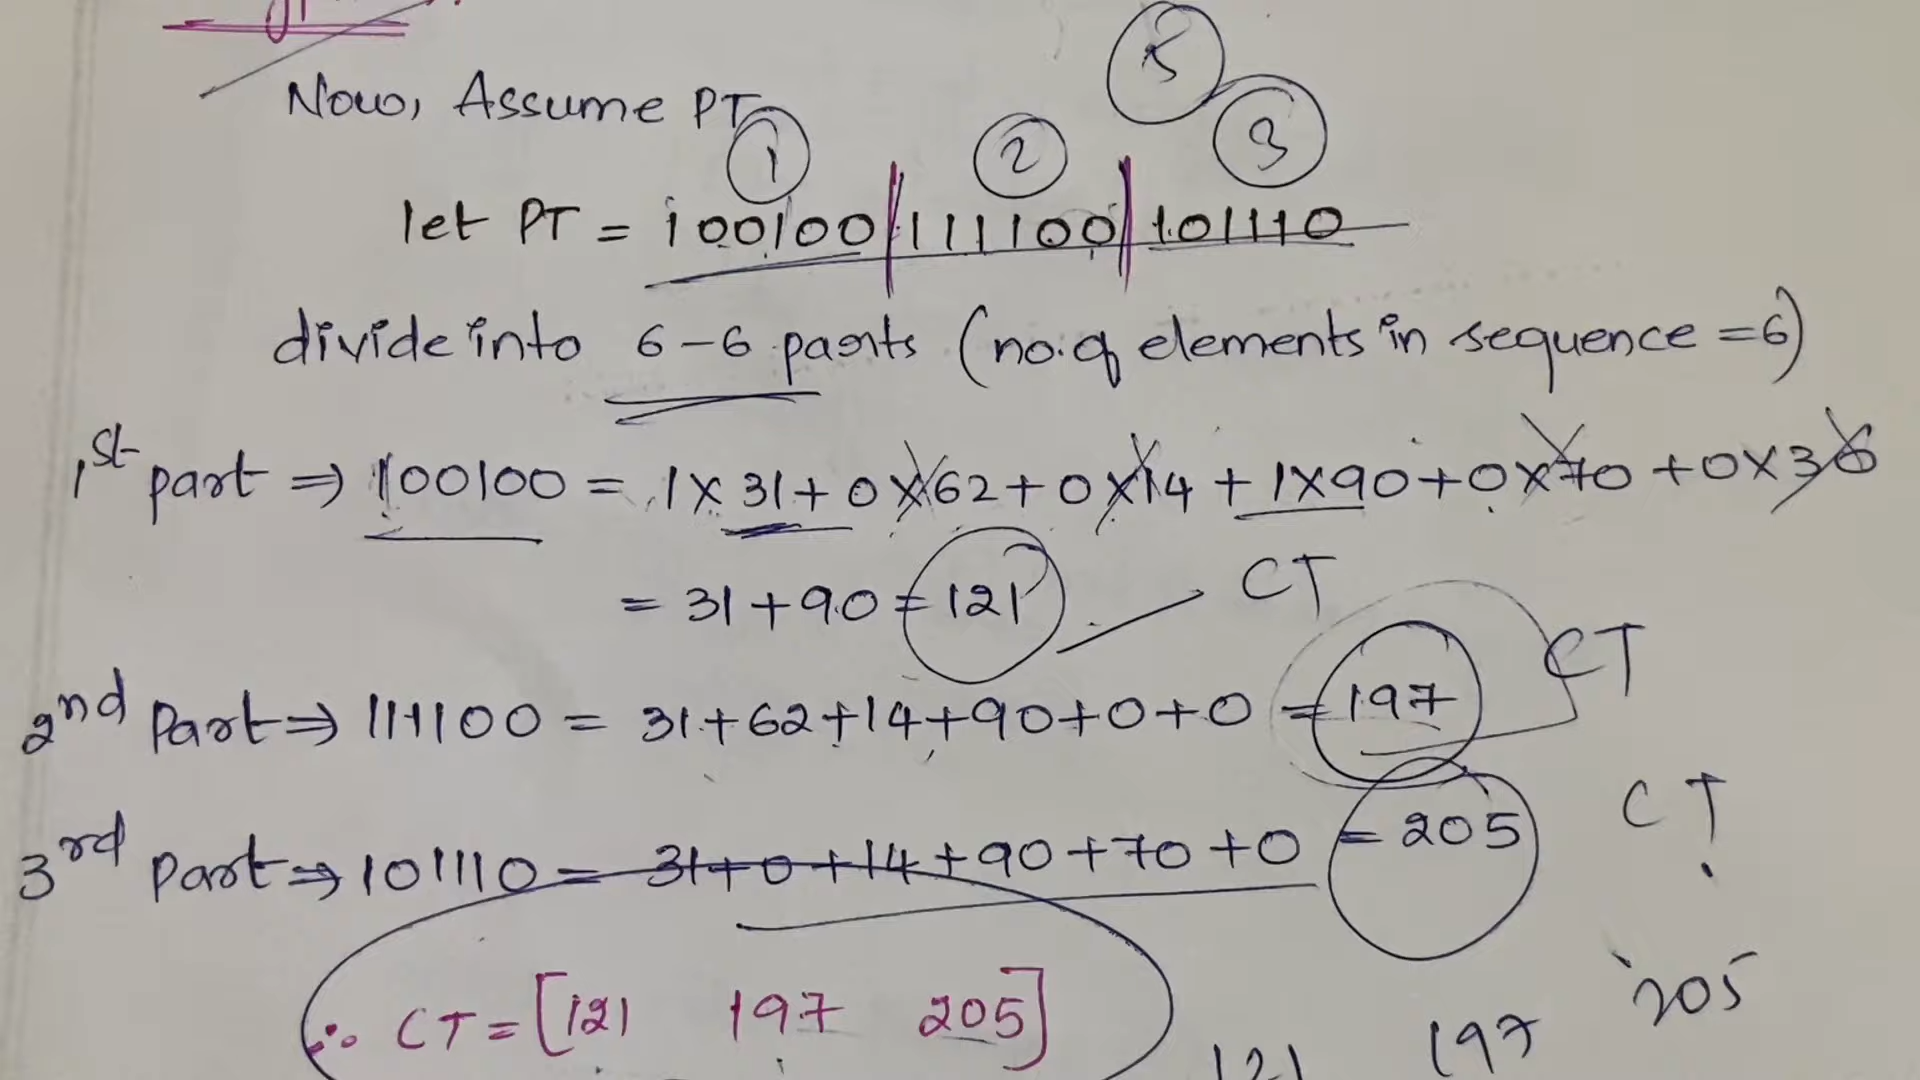 Now, Assume PT
5
1 2 3
let PT = 100100|111100|101110
divide into 6-6 parts (no.of elements in sequence = 6)
1st part ⇒ 100100 = 1×31+0×62+0×14+1×90+0×70+0×36
= 31+90 = 121 CT
2nd Part ⇒ 111100 = 31+62+14+90+0+0 = 197 CT
3rd Part ⇒ 101110 = 31+0+14+90+70+0 = 205 CT
∴ CT = [121 197 205]
121 197 205